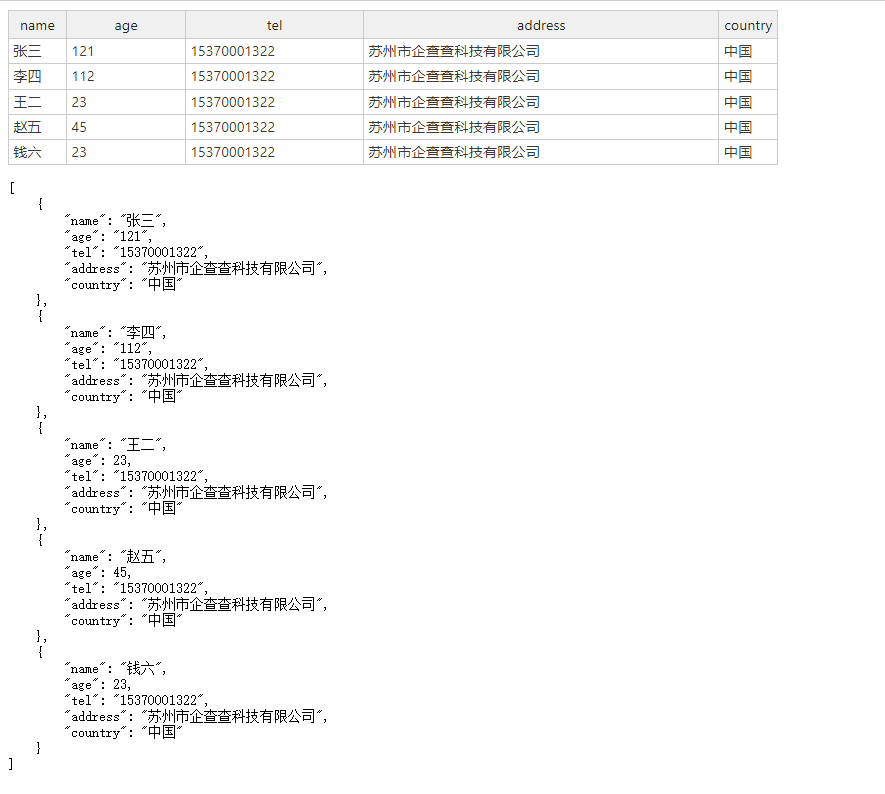 name age tel address country
张三 121 15370001322 苏州市企查查科技有限公司 中国
李四 112 15370001322 苏州市企查查科技有限公司 中国
王二 23 15370001322 苏州市企查查科技有限公司 中国
赵五 45 15370001322 苏州市企查查科技有限公司 中国
钱六 23 15370001322 苏州市企查查科技有限公司 中国
[
    {
        "name": "张三",
        "age": "121",
        "tel": "15370001322",
        "address": "苏州市企查查科技有限公司",
        "country": "中国"
    },
    {
        "name": "李四",
        "age": "112",
        "tel": "15370001322",
        "address": "苏州市企查查科技有限公司",
        "country": "中国"
    },
    {
        "name": "王二",
        "age": 23,
        "tel": "15370001322",
        "address": "苏州市企查查科技有限公司",
        "country": "中国"
    },
    {
        "name": "赵五",
        "age": 45,
        "tel": "15370001322",
        "address": "苏州市企查查科技有限公司",
        "country": "中国"
    },
    {
        "name": "钱六",
        "age": 23,
        "tel": "15370001322",
        "address": "苏州市企查查科技有限公司",
        "country": "中国"
    }
]